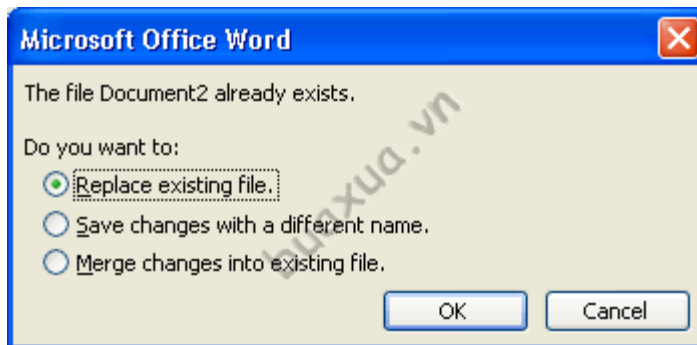 Microsoft Office Word
The file Document2 already exists.
Do you want to:
Replace existing file.
Save changes with a different name.
Merge changes into existing file.
OK
Cancel
buaxua.vn